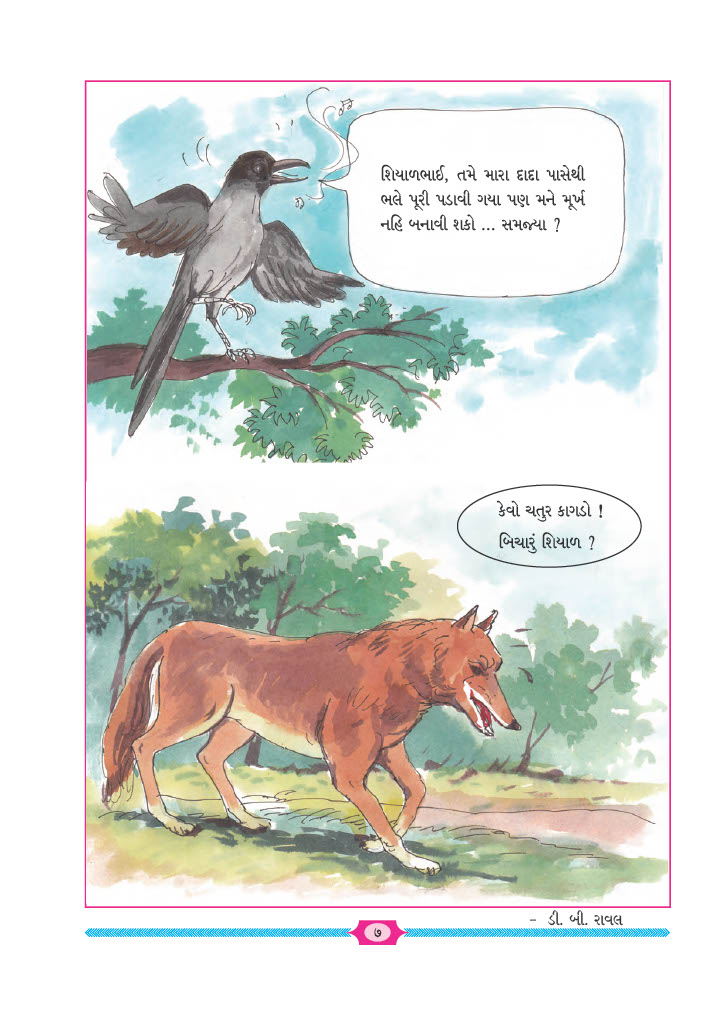 શિયાળભાઈ, તમે મારા દાદા પાસેથી
ભલે પૂરી પડાવી ગયા પણ મને મૂર્ખ
નહિ બનાવી શકો ... સમજ્યા ?
કેવો ચતુર કાગડો !
બિચારું શિયાળ ?
– ડી. બી. રાવલ
૭